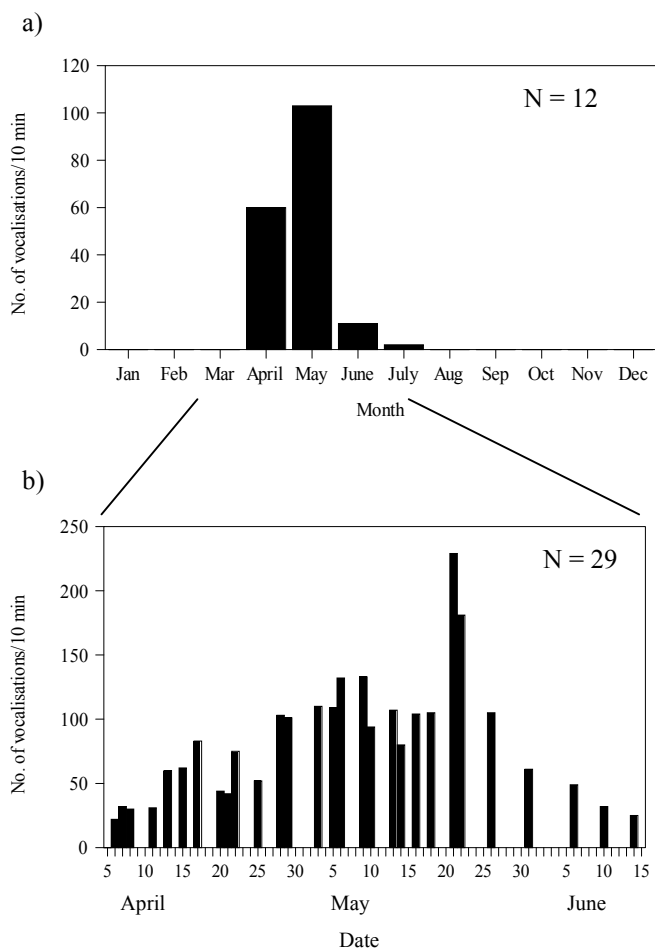 a)
120
100
80
60
40
20
0
No. of vocalisations/10 min
N = 12
Jan Feb Mar April May June July Aug Sep Oct Nov Dec
Month
b)
250
200
150
100
50
0
No. of vocalisations/10 min
N = 29
5 10 15 20 25 30 5 10 15 20 25 30 5 10 15
April May June
Date